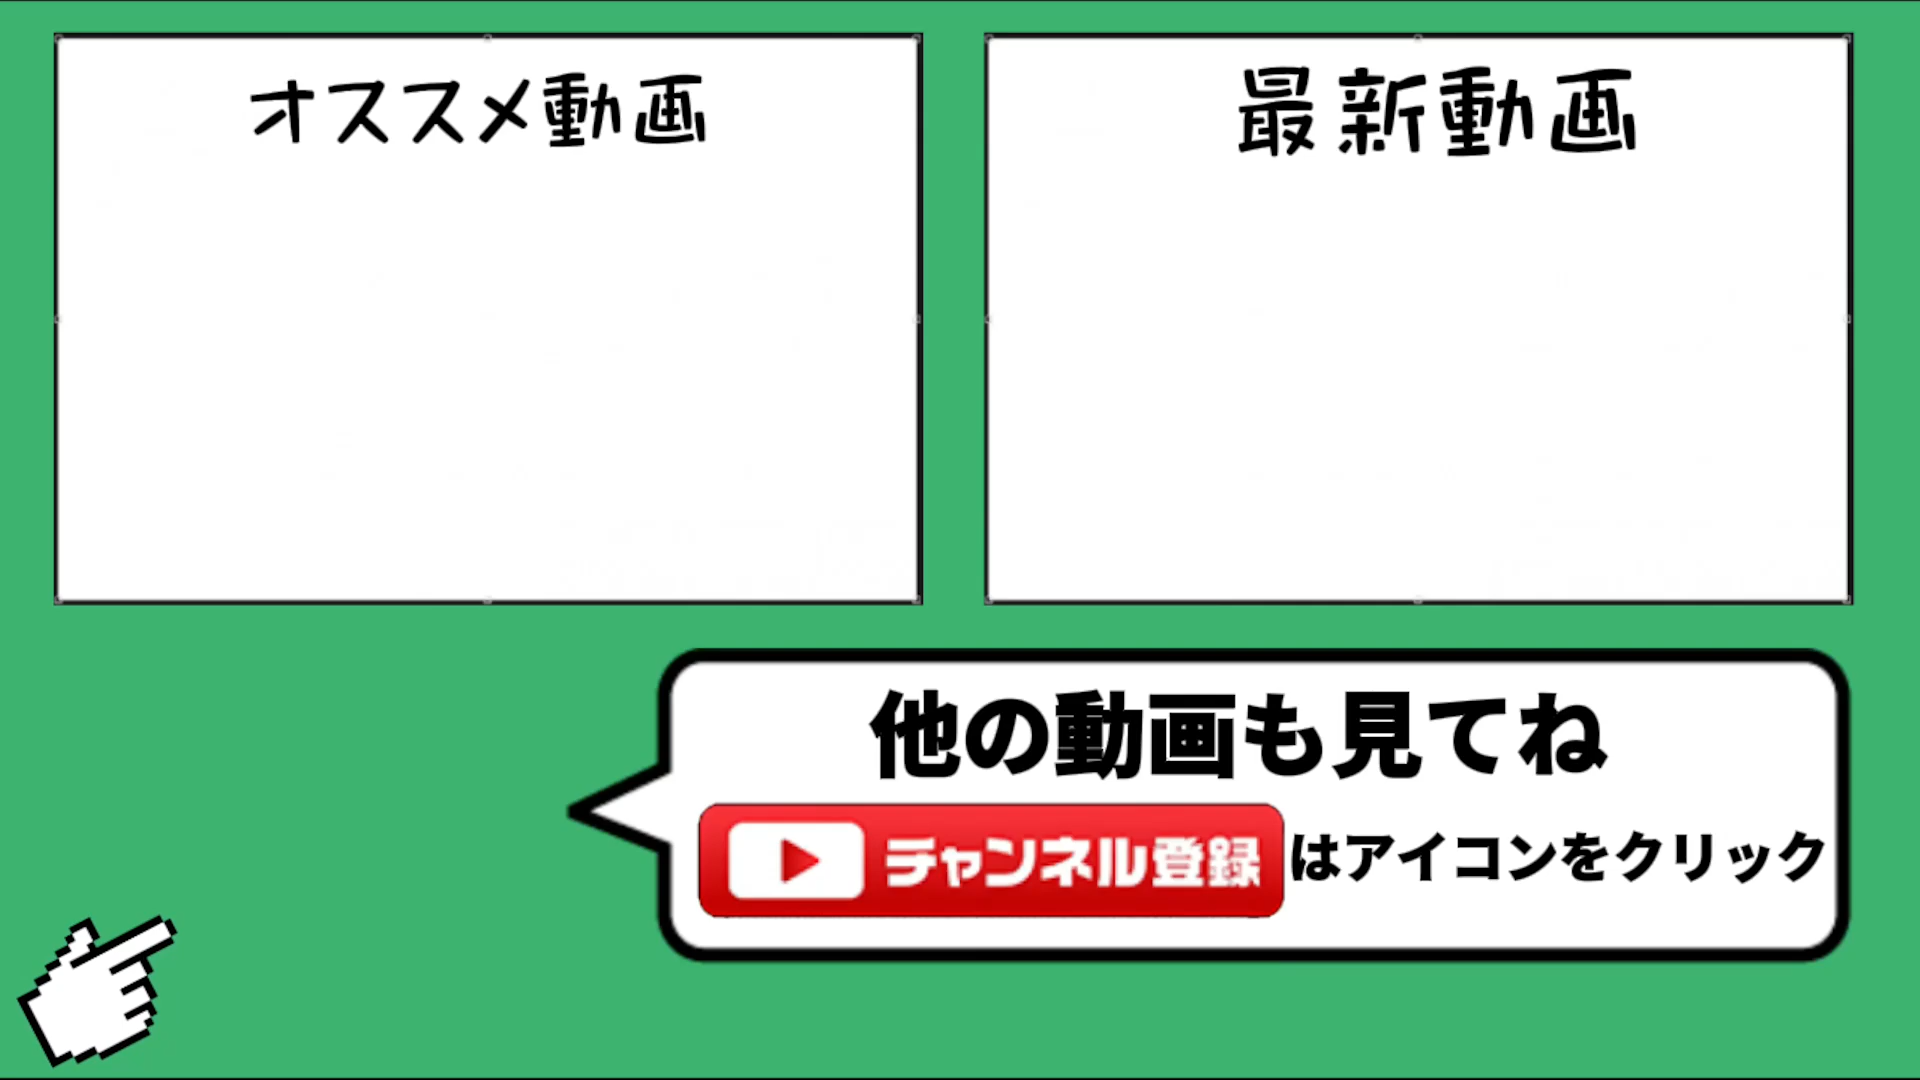 オススメ動画
最新動画
他の動画も見てね
チャンネル登録はアイコンをクリック